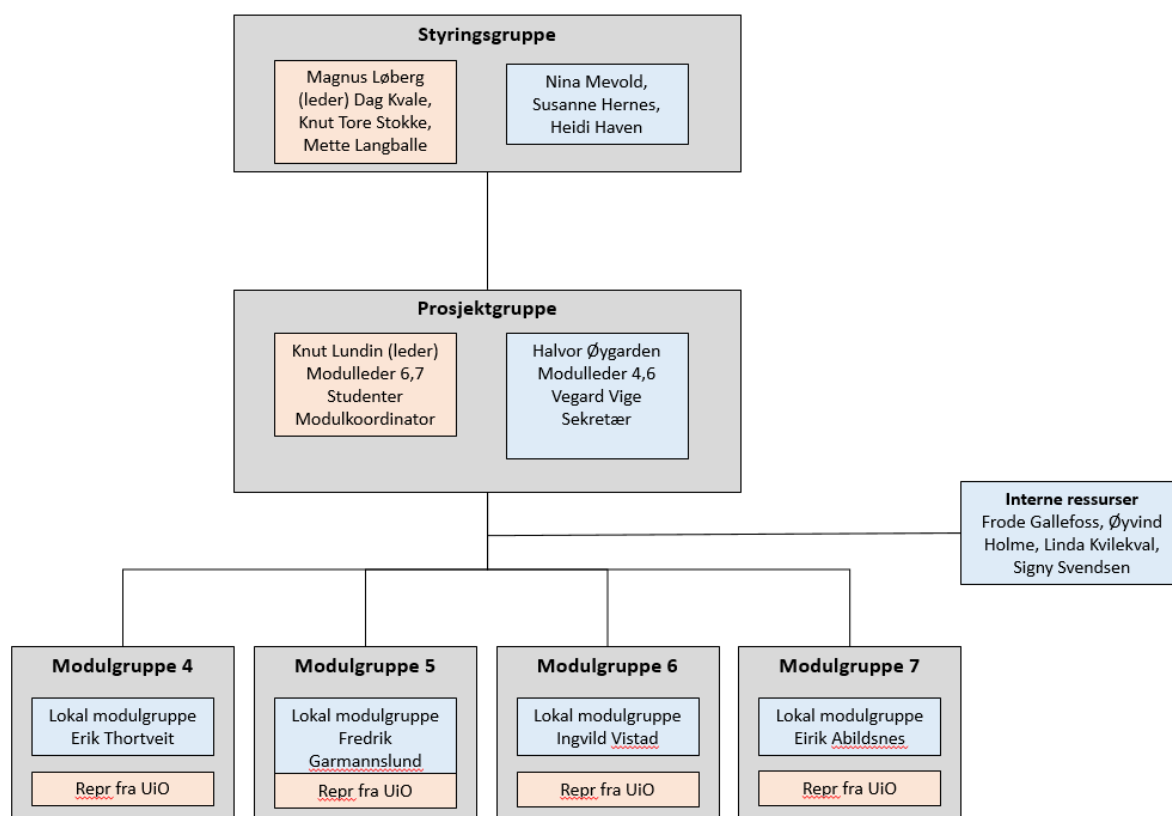 Styringsgruppe
Magnus Løberg
(leder) Dag Kvale,
Knut Tore Stokke,
Mette Langballe
Nina Mevold,
Susanne Hernes,
Heidi Haven
Prosjektgruppe
Knut Lundin (leder)
Modulleder 6,7
Studenter
Modulkoordinator
Halvor Øygarden
Modulleder 4,6
Vegard Vige
Sekretær
Interne ressurser
Frode Gallefoss, Øyvind
Holme, Linda Kvilekval,
Signy Svendsen
Modulgruppe 4
Lokal modulgruppe
Erik Thortveit
Repr fra UiO
Modulgruppe 5
Lokal modulgruppe
Fredrik
Garmannslund
Repr fra UiO
Modulgruppe 6
Lokal modulgruppe
Ingvild Vistad
Repr fra UiO
Modulgruppe 7
Lokal modulgruppe
Eirik Abildsnes
Repr fra UiO